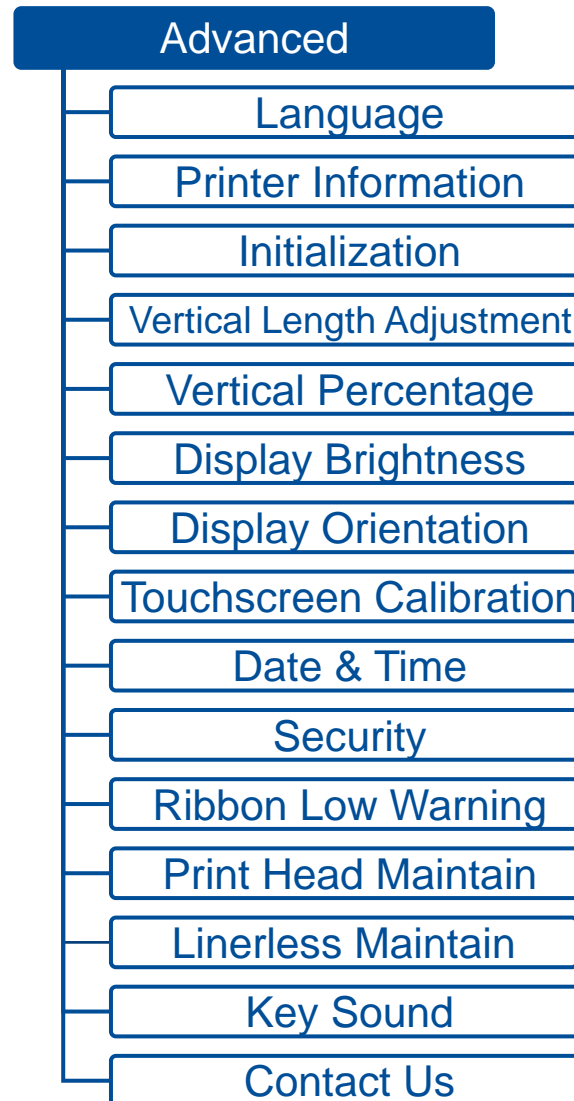 Advanced
Language
Printer Information
Initialization
Vertical Length Adjustment
Vertical Percentage
Display Brightness
Display Orientation
Touchscreen Calibration
Date & Time
Security
Ribbon Low Warning
Print Head Maintain
Linerless Maintain
Key Sound
Contact Us